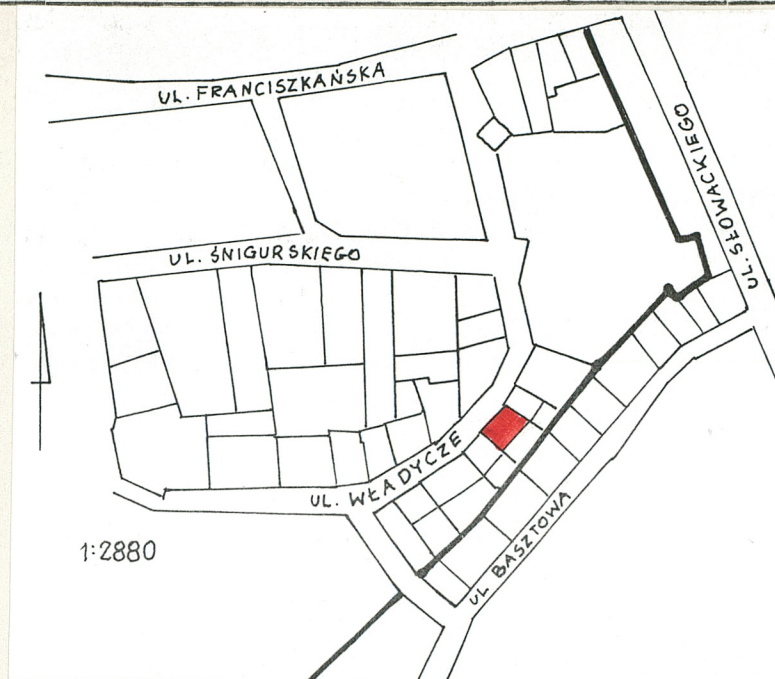 UL. FRANCISZKAŃSKA
UL. SŁOWACKIEGO
UL. ŚNIGURSKIEGO
UL. WŁADYCZE
1:2880
UL BASZTOWA